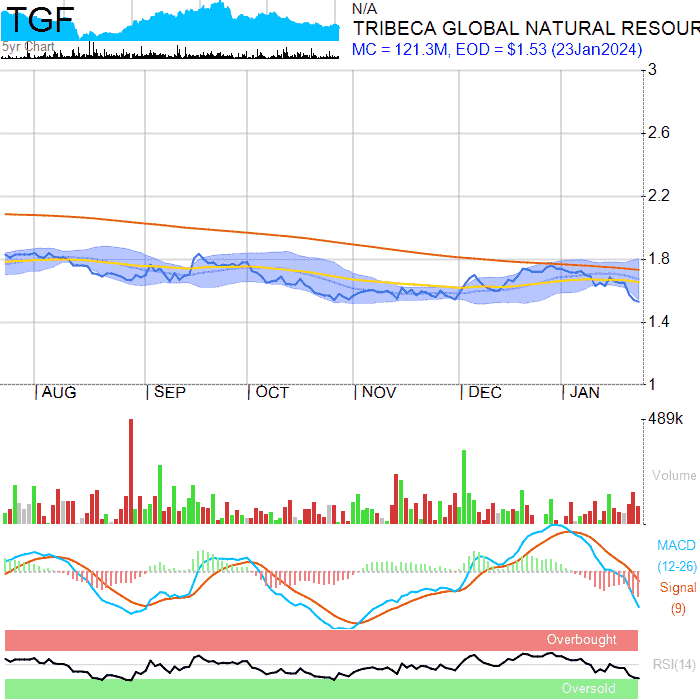 TGF
5yr Chart
N/A
TRIBECA GLOBAL NATURAL RESOUR
MC = 121.3M, EOD = $1.53 (23Jan2024)
3
2.6
2.2
1.8
1.4
1
AUG SEP OCT NOV DEC JAN
489k
Volume
MACD
(12-26)
Signal
(9)
Overbought
RSI(14)
Oversold